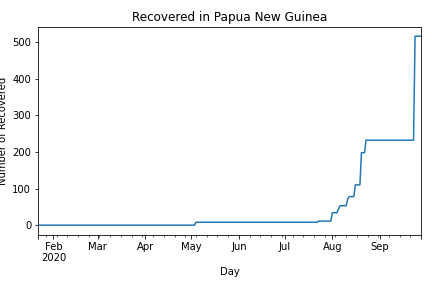 Recovered in Papua New Guinea
Number of Recovered
500
400
300
200
100
0
Feb Mar Apr May Jun Jul Aug Sep
2020
Day